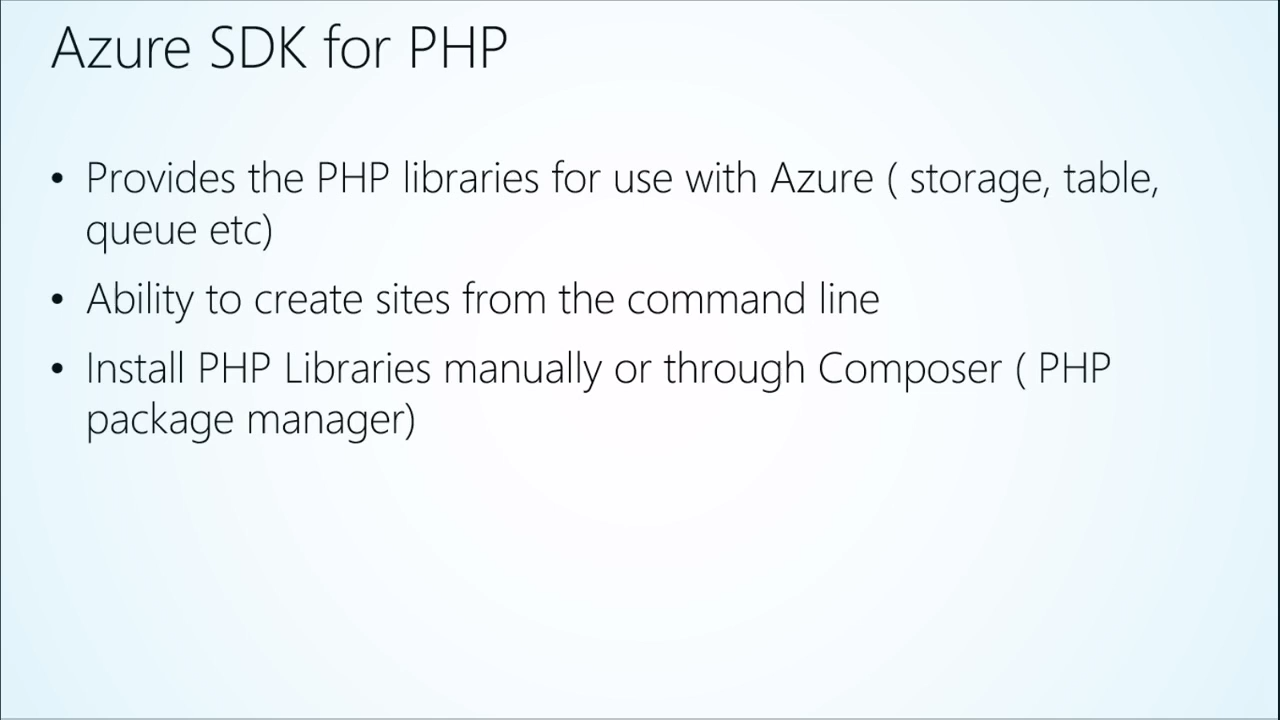 Azure SDK for PHP
• Provides the PHP libraries for use with Azure ( storage, table,
queue etc)
• Ability to create sites from the command line
• Install PHP Libraries manually or through Composer ( PHP
package manager)